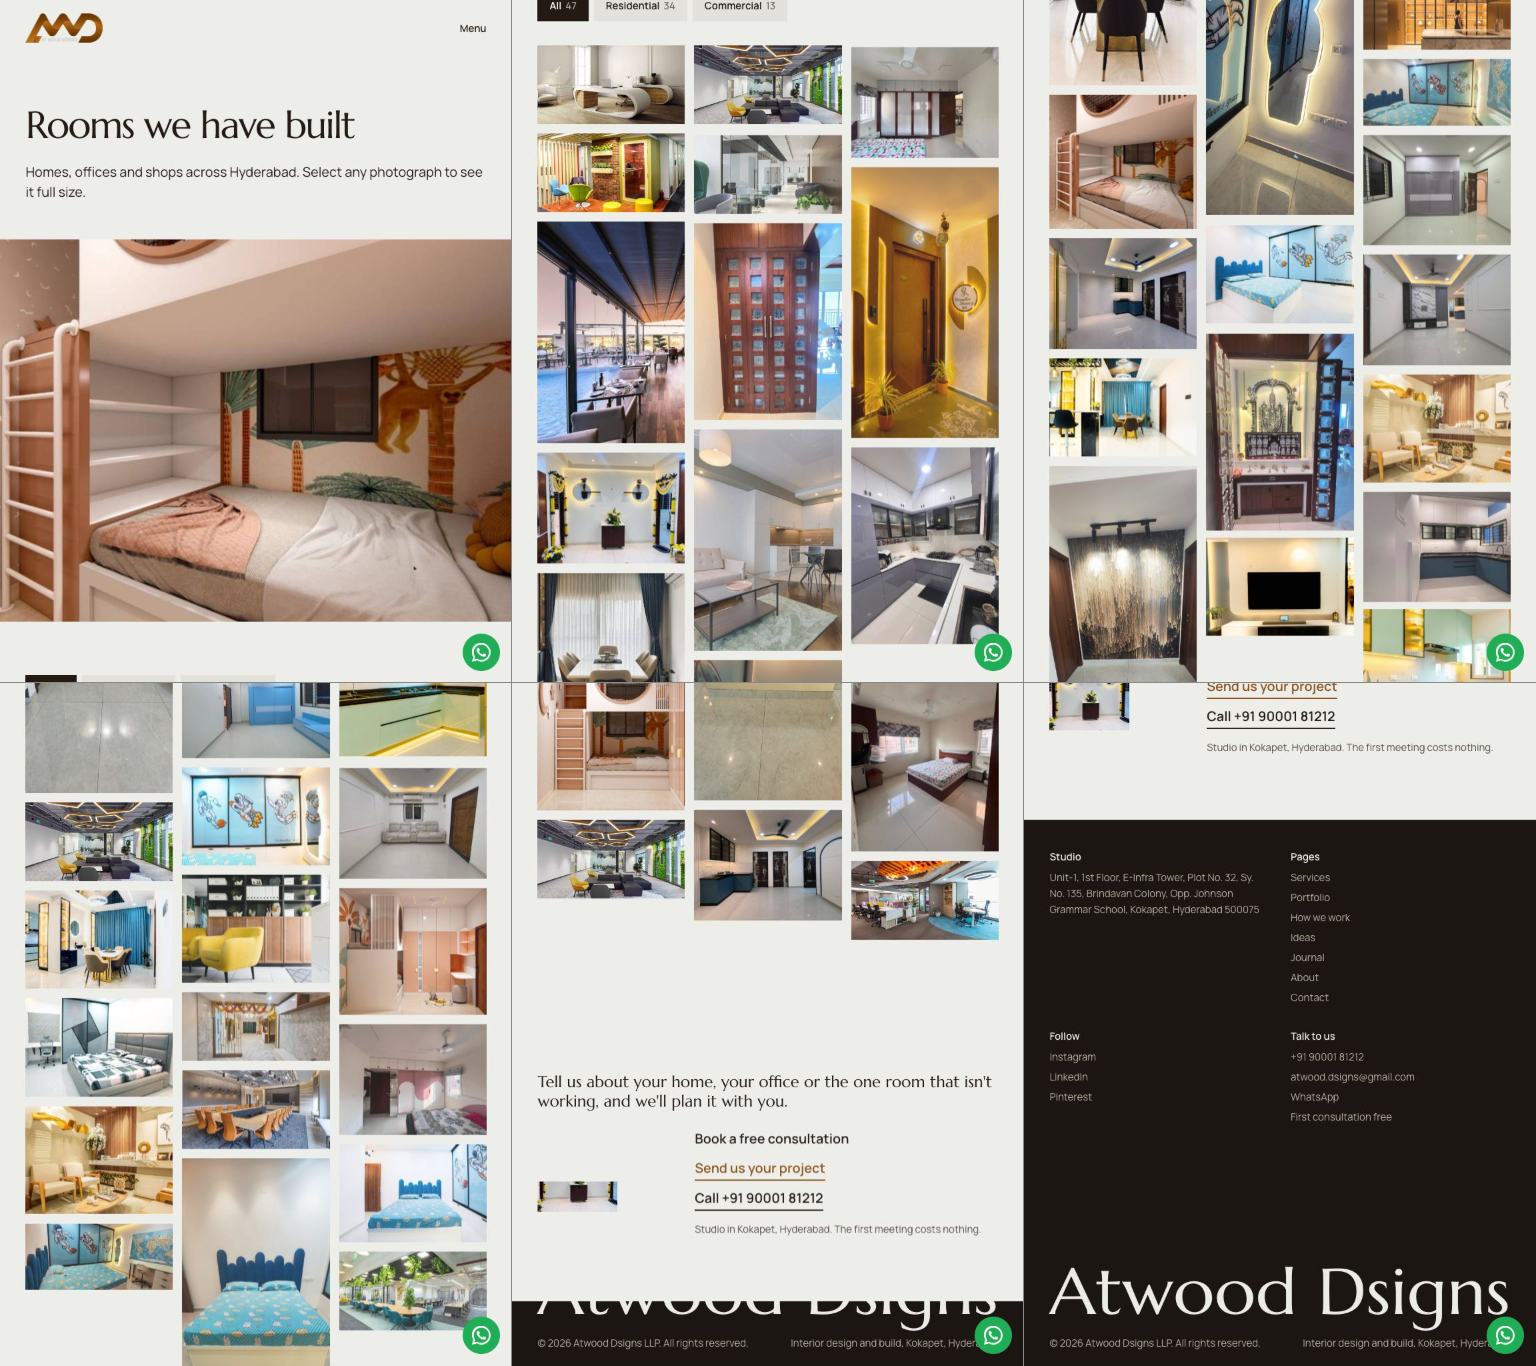 Menu
Rooms we have built
Homes, offices and shops across Hyderabad. Select any photograph to see
it full size.
All 47
Residential 34
Commercial 13
Tell us about your home, your office or the one room that isn't
working, and we'll plan it with you.
Book a free consultation
Send us your project
Call +91 90001 81212
Studio in Kokapet, Hyderabad. The first meeting costs nothing.
Atwood Dsigns
© 2026 Atwood Dsigns LLP. All rights reserved.
Interior design and build, Kokapet, Hydera
Send us your project
Call +91 90001 81212
Studio in Kokapet, Hyderabad. The first meeting costs nothing.
Studio
Unit-1, 1st Floor, E-Infra Tower, Plot No. 32, Sy.
No. 135, Brindavan Colony, Opp. Johnson
Grammar School, Kokapet, Hyderabad 500075
Pages
Services
Portfolio
How we work
Ideas
Journal
About
Contact
Follow
Instagram
LinkedIn
Pinterest
Talk to us
+91 90001 81212
atwood.dsigns@gmail.com
WhatsApp
First consultation free
Atwood Dsigns
© 2026 Atwood Dsigns LLP. All rights reserved.
Interior design and build, Kokapet, Hyder